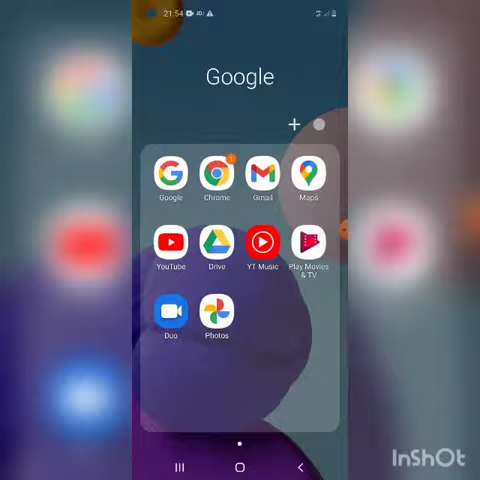 21:54
Google
Google Chrome Gmail Maps
YouTube Drive YT Music Play Movies & TV
Duo Photos
InShOt